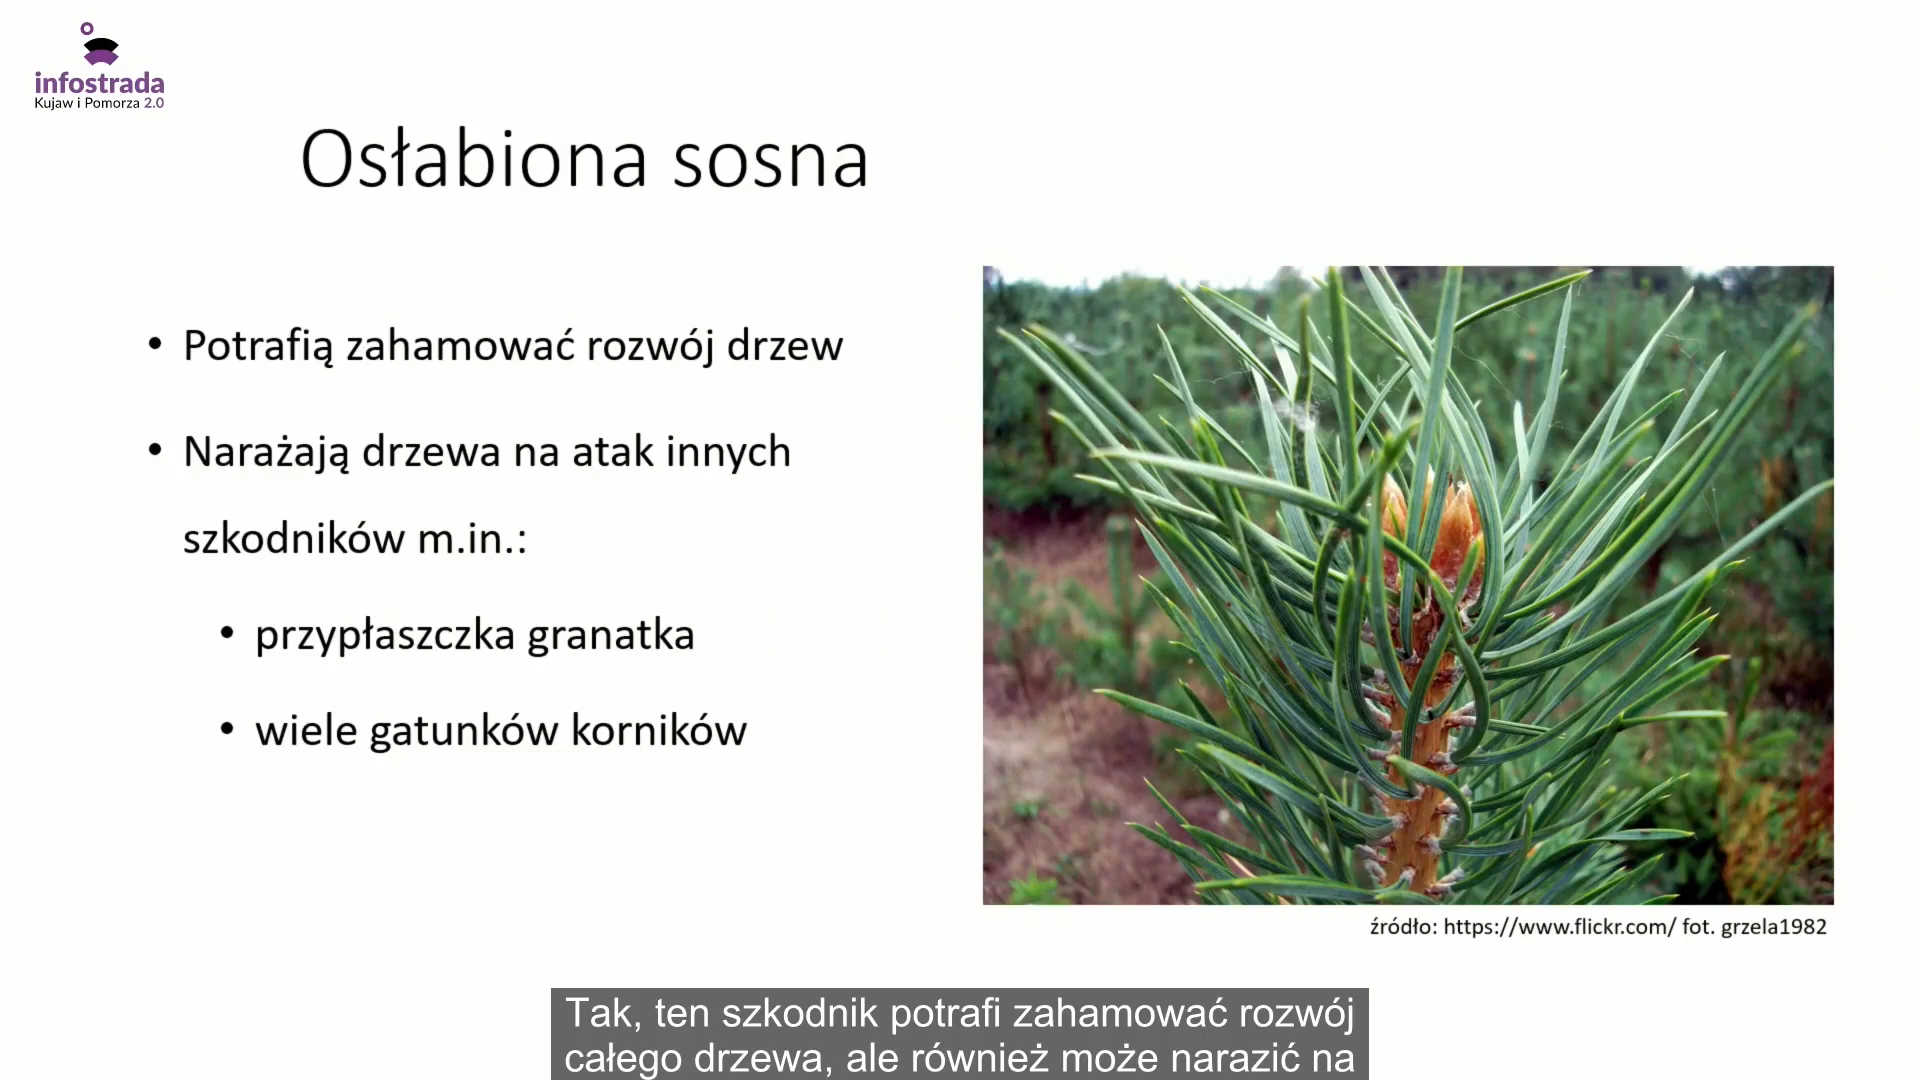 infostrada
Kujaw i Pomorza 2.0
Osłabiona sosna
• Potrafią zahamować rozwój drzew
• Narażają drzewa na atak innych
szkodników m.in.:
• przypłaszczka granatka
• wiele gatunków korników
źródło: https://www.flickr.com/ fot. grzela1982
Tak, ten szkodnik potrafi zahamować rozwój
całego drzewa, ale również może narazić na